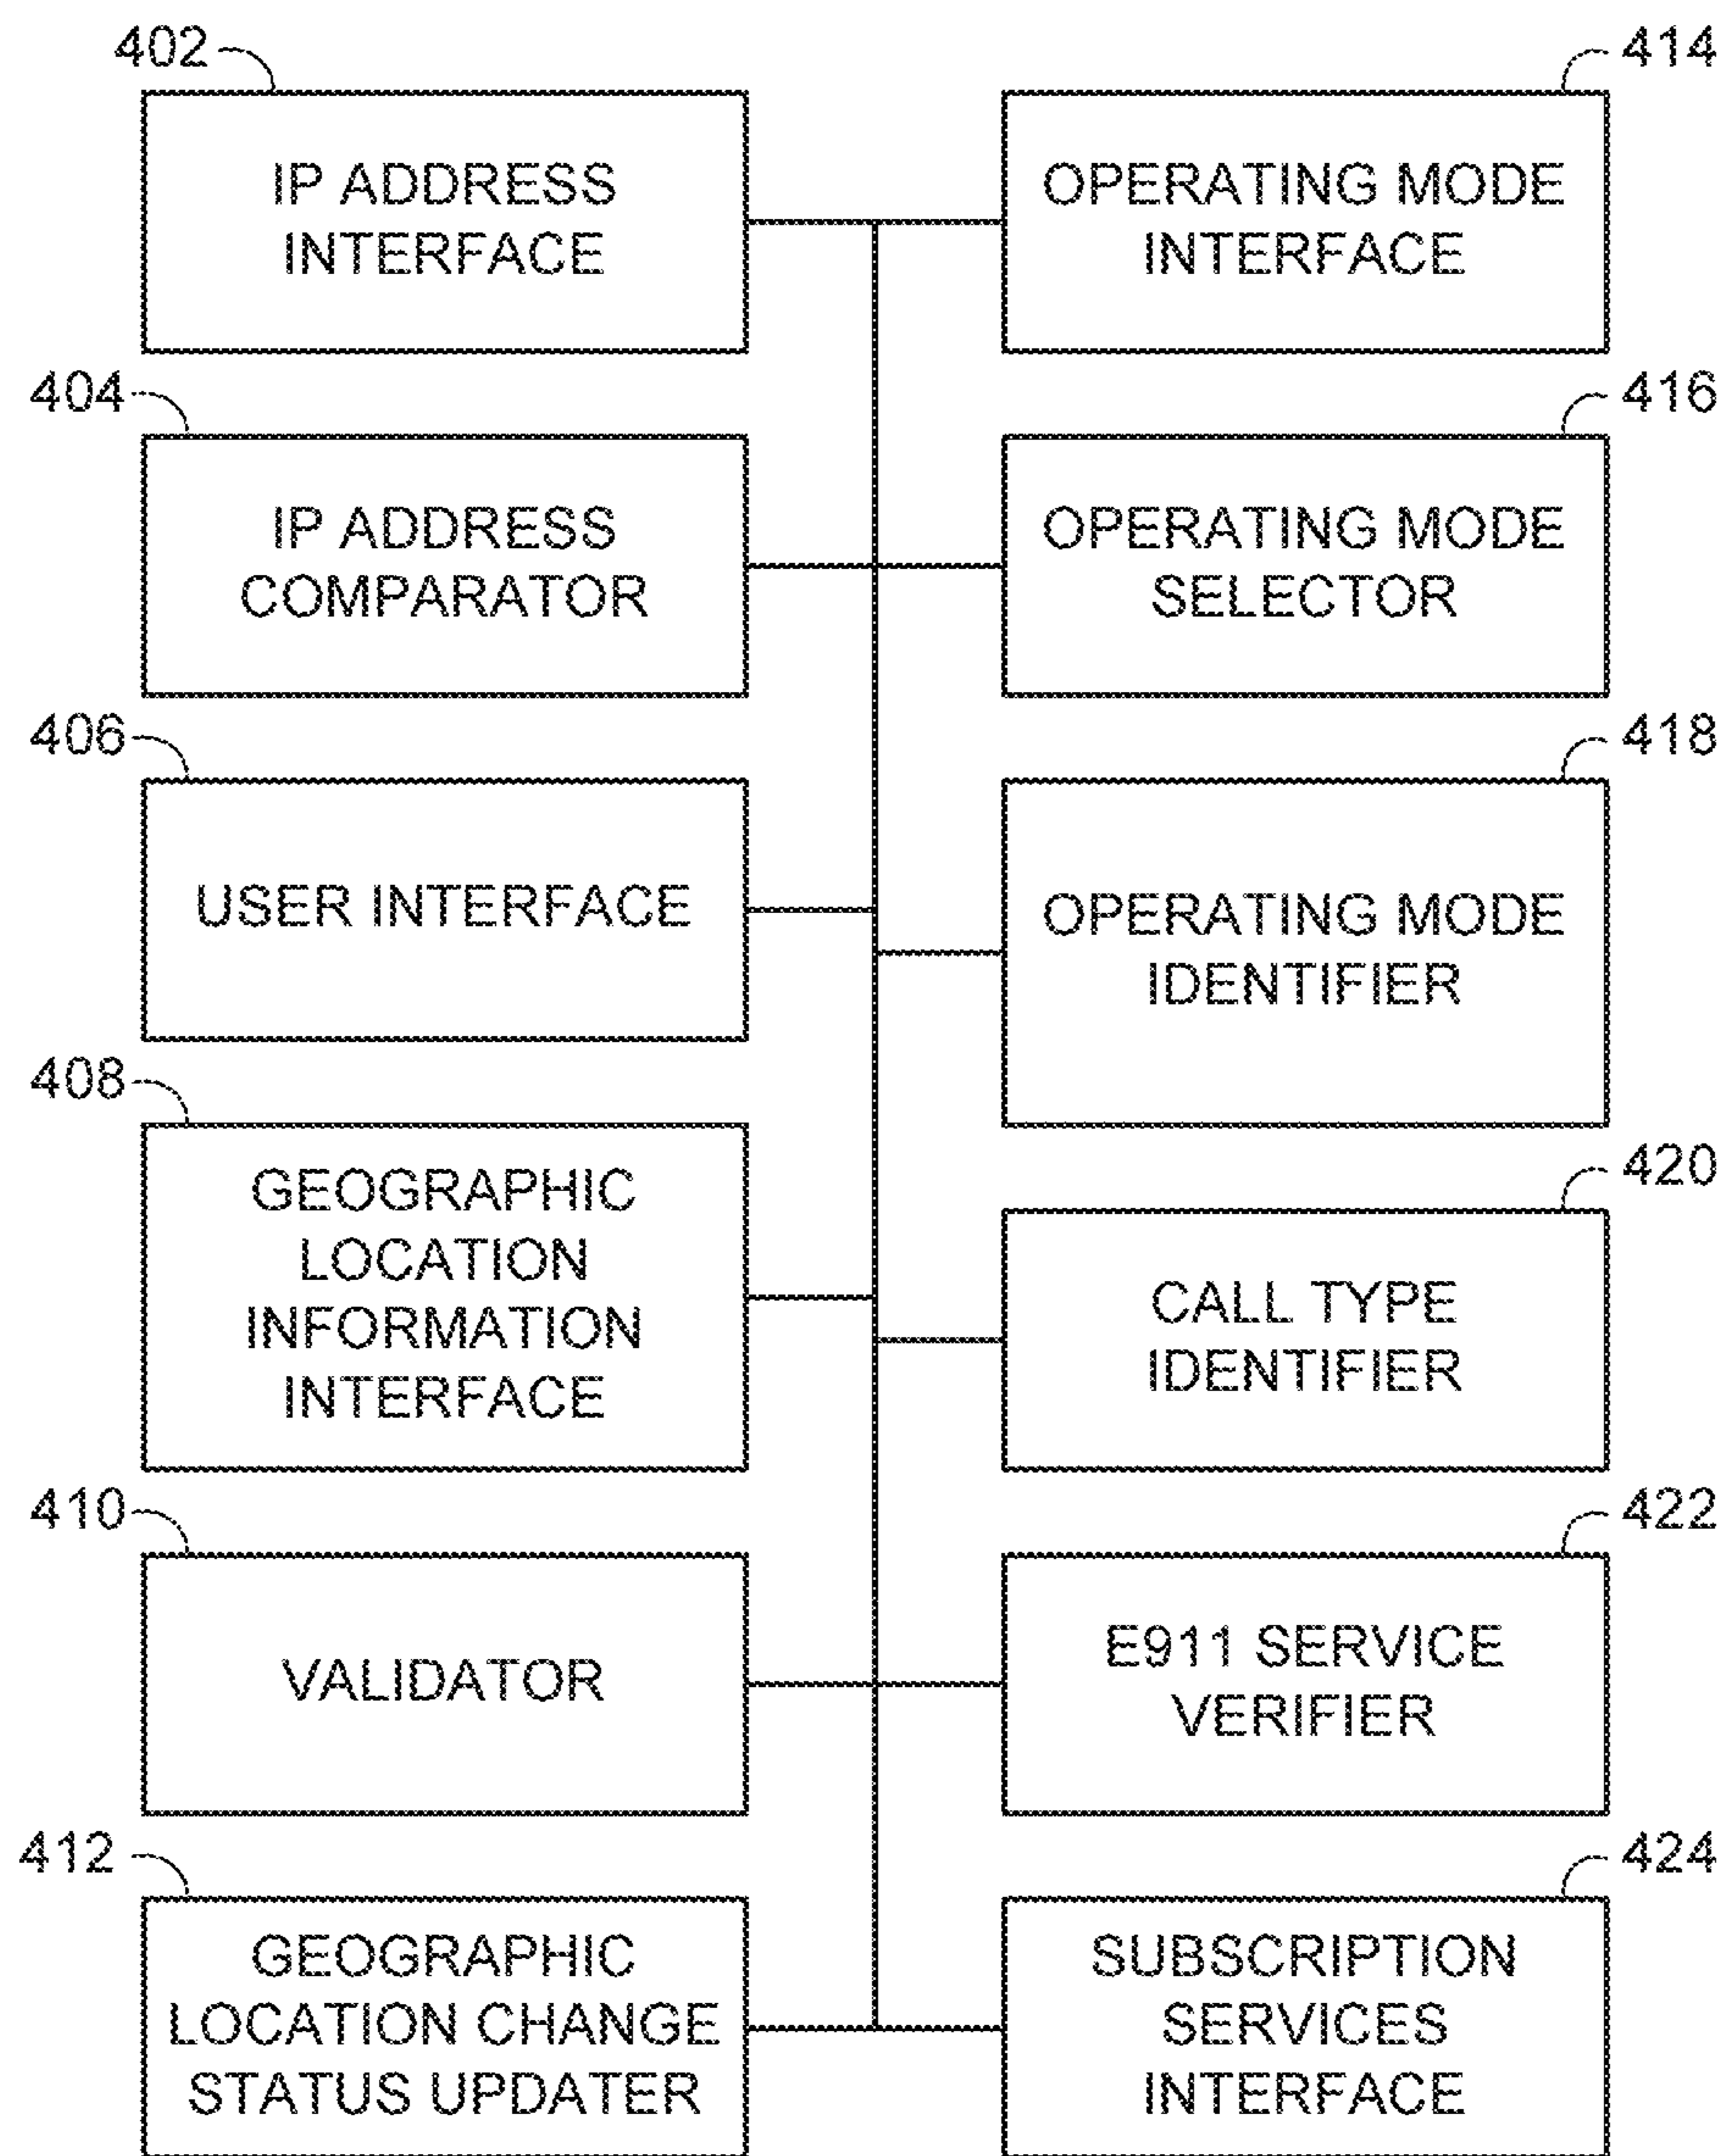 402
IP ADDRESS
INTERFACE
404
IP ADDRESS
COMPARATOR
406
USER INTERFACE
408
GEOGRAPHIC
LOCATION
INFORMATION
INTERFACE
410
VALIDATOR
412
GEOGRAPHIC
LOCATION CHANGE
STATUS UPDATER
414
OPERATING MODE
INTERFACE
416
OPERATING MODE
SELECTOR
418
OPERATING MODE
IDENTIFIER
420
CALL TYPE
IDENTIFIER
422
E911 SERVICE
VERIFIER
424
SUBSCRIPTION
SERVICES
INTERFACE